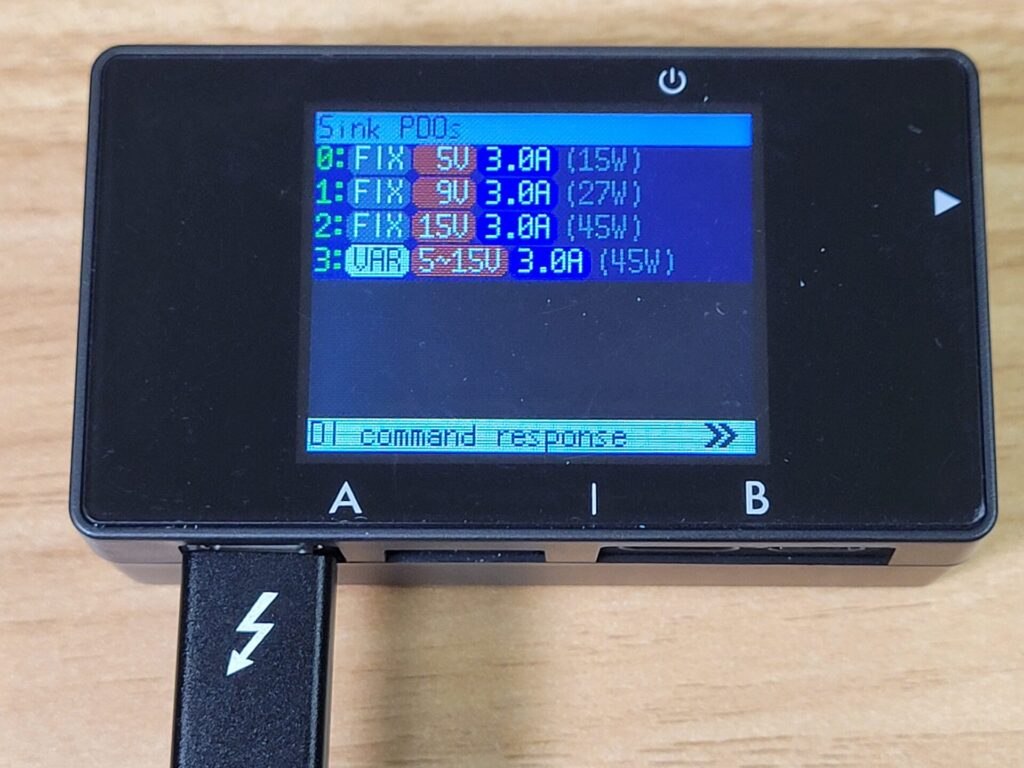 Sink PDOs
0: FIX 5V 3.0A (15W)
1: FIX 9V 3.0A (27W)
2: FIX 15V 3.0A (45W)
3: VAR 5~15V 3.0A (45W)
DI command response »
A | B